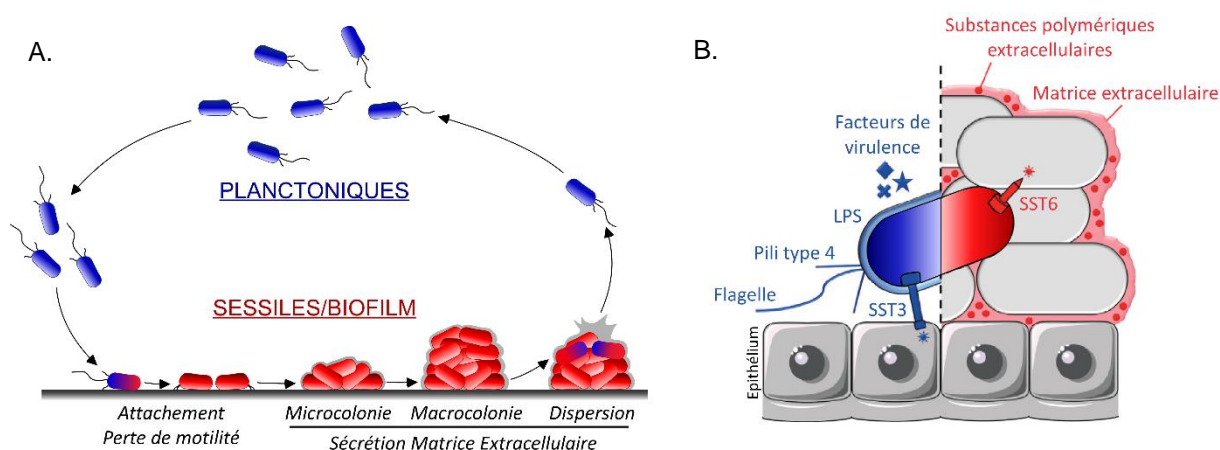 A.
PLANCTONIQUES
SESSILES/BIOFILM
Attachement
Perte de motilité
Microcolonie
Macrocolonie
Dispersion
Sécrétion Matrice Extracellulaire
B.
Substances polymériques
extracellulaires
Matrice extracellulaire
Facteurs de
virulence
LPS
SST6
Pili type 4
Flagelle
SST3
Epithélium